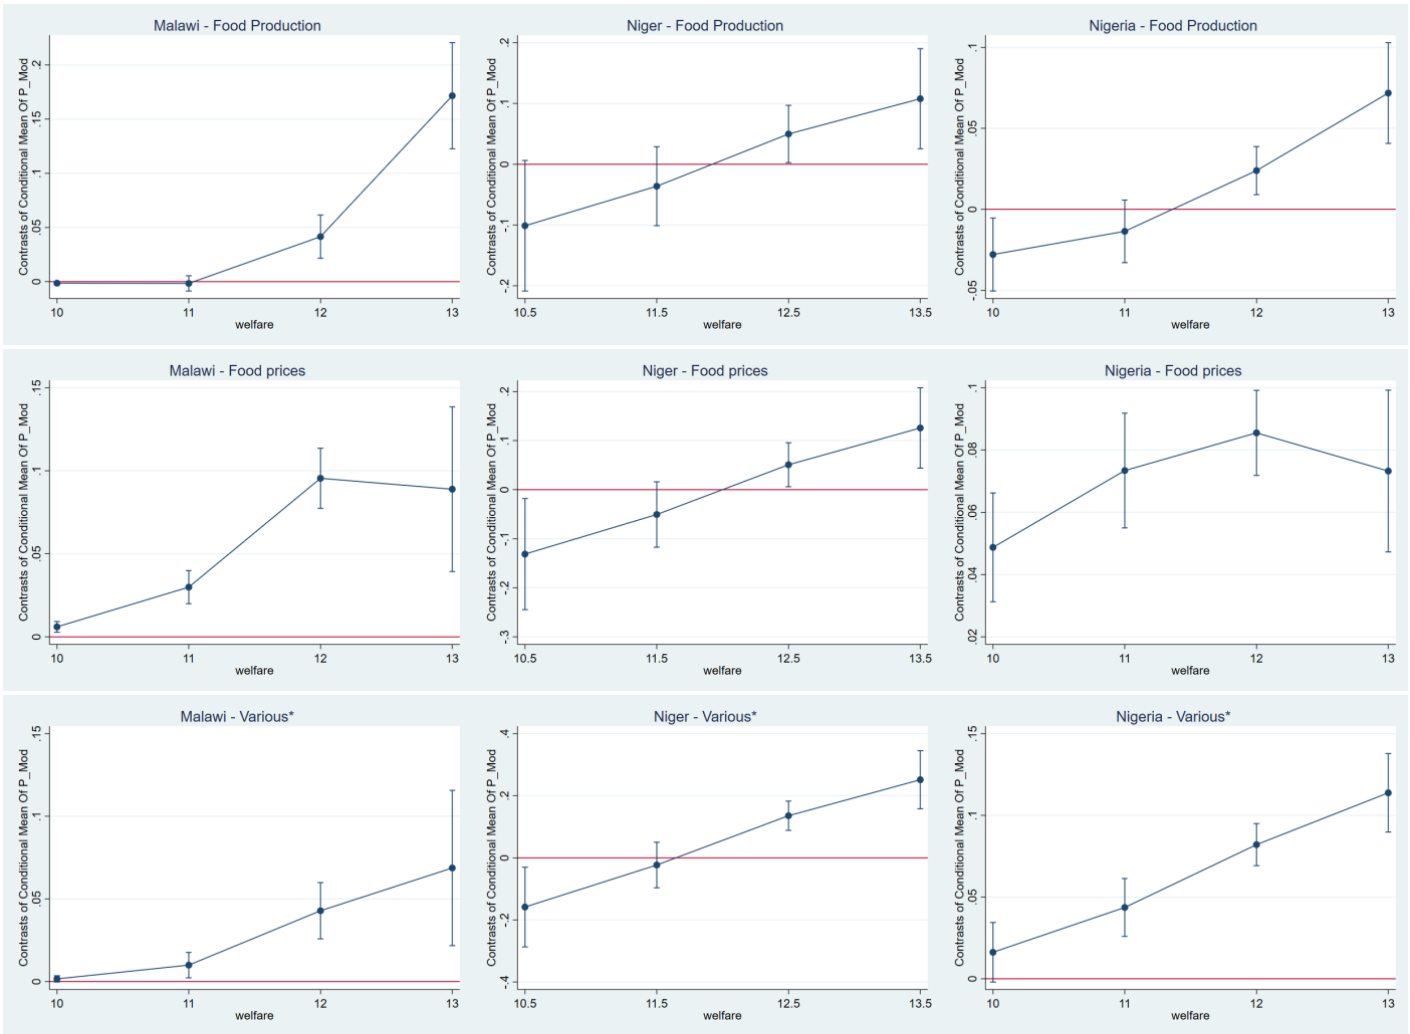 Malawi - Food Production
Contrasts of Conditional Mean Of P_Mod
.2
.15
.1
.05
0
10 11 12 13
welfare
Niger - Food Production
Contrasts of Conditional Mean Of P_Mod
.2
.1
0
-.1
-.2
10.5 11.5 12.5 13.5
welfare
Nigeria - Food Production
Contrasts of Conditional Mean Of P_Mod
.1
.05
0
-.05
10 11 12 13
welfare
Malawi - Food prices
Contrasts of Conditional Mean Of P_Mod
.15
.1
.05
0
10 11 12 13
welfare
Niger - Food prices
Contrasts of Conditional Mean Of P_Mod
.2
.1
0
-.1
-.2
-.3
10.5 11.5 12.5 13.5
welfare
Nigeria - Food prices
Contrasts of Conditional Mean Of P_Mod
.1
.08
.06
.04
.02
10 11 12 13
welfare
Malawi - Various*
Contrasts of Conditional Mean Of P_Mod
.15
.1
.05
0
10 11 12 13
welfare
Niger - Various*
Contrasts of Conditional Mean Of P_Mod
.4
.2
0
-.2
-.4
10.5 11.5 12.5 13.5
welfare
Nigeria - Various*
Contrasts of Conditional Mean Of P_Mod
.15
.1
.05
0
10 11 12 13
welfare